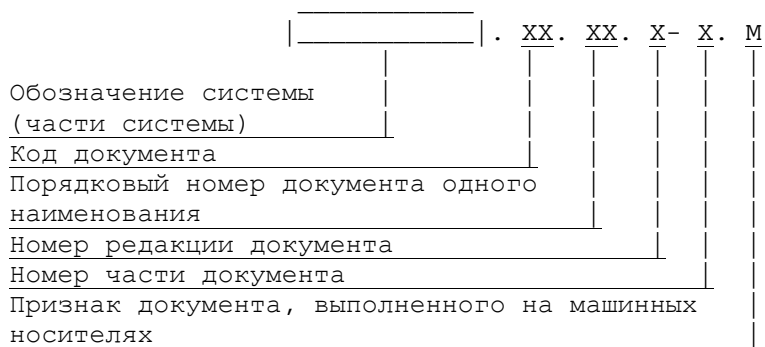 . XX. XX. X- X. М
Обозначение системы
(части системы)
Код документа
Порядковый номер документа одного
наименования
Номер редакции документа
Номер части документа
Признак документа, выполненного на машинных
носителях